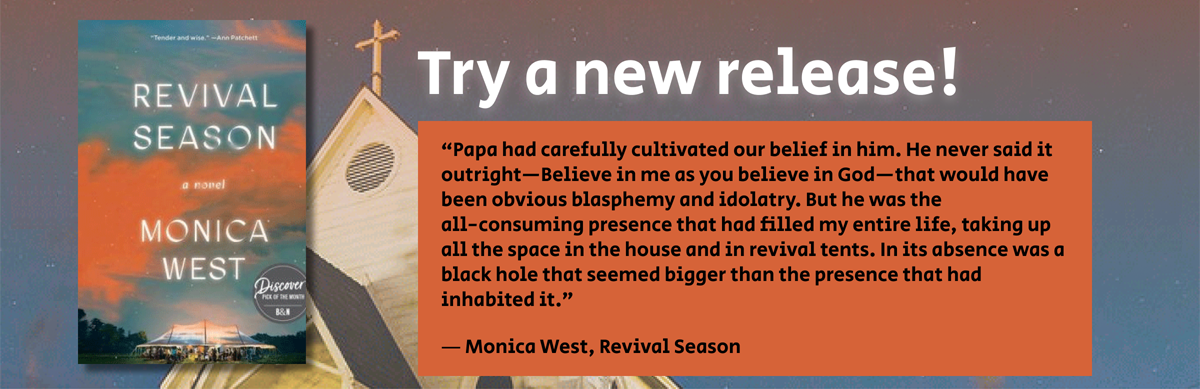 "Tender and wise." —Ann Patchett
REVIVAL
SEASON
a novel
MONICA
WEST
Discover
PICK OF THE MONTH
B&N
Try a new release!
“Papa had carefully cultivated our belief in him. He never said it
outright—Believe in me as you believe in God—that would have
been obvious blasphemy and idolatry. But he was the
all-consuming presence that had filled my entire life, taking up
all the space in the house and in revival tents. In its absence was a
black hole that seemed bigger than the presence that had
inhabited it.”
— Monica West, Revival Season